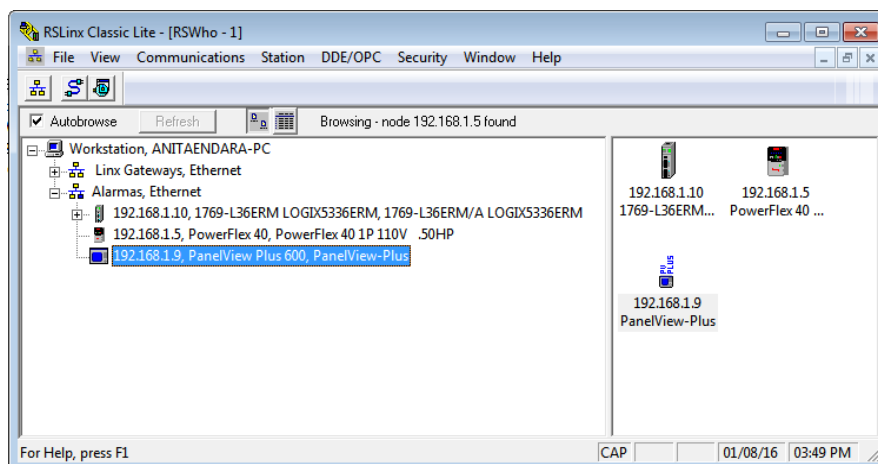 RSLinx Classic Lite - [RSWho - 1]
File View Communications Station DDE/OPC Security Window Help
Autobrowse Refresh Browsing - node 192.168.1.5 found
Workstation, ANITAENDARA-PC
Linx Gateways, Ethernet
Alarmas, Ethernet
192.168.1.10, 1769-L36ERM LOGIX5336ERM, 1769-L36ERM/A LOGIX5336ERM
192.168.1.5, PowerFlex 40, PowerFlex 40 1P 110V .50HP
192.168.1.9, PanelView Plus 600, PanelView-Plus
192.168.1.10 192.168.1.5
1769-L36ERM... PowerFlex 40 ...
PV PLUS
192.168.1.9
PanelView-Plus
For Help, press F1 CAP 01/08/16 03:49 PM